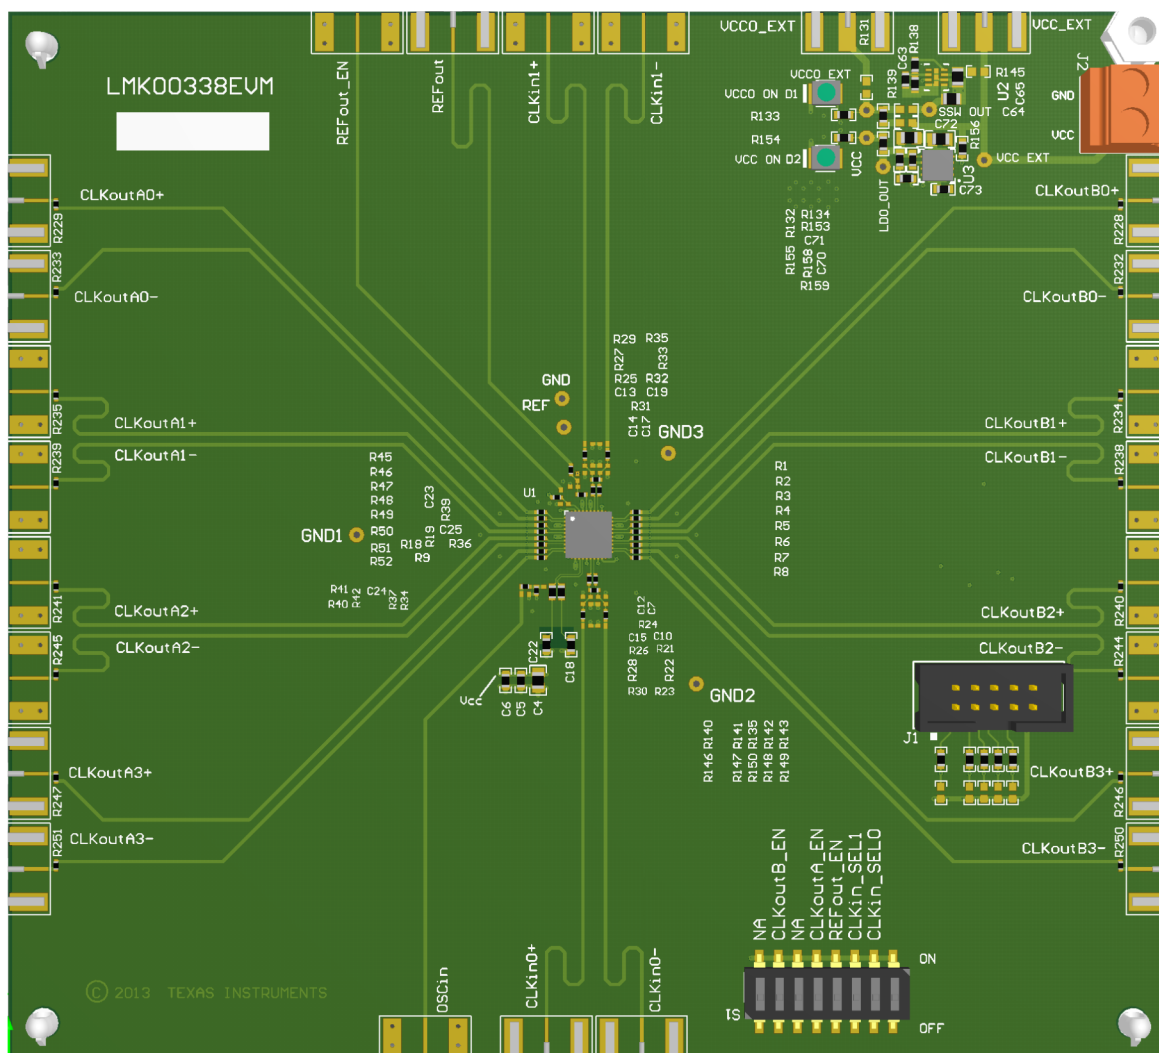 VCCO_EXT
VCC_EXT
LMK00338EVM
REFout_EN
REFout
CLKin1+
CLKin1-
R131
R139
C63
R138
R145
U2
C65
C64
J2
GND
VCC
VCCO EXT
VCCO ON D1
R133
R154
VCC ON D2
VCC
SSW OUT
C72
R156
VCC EXT
U3
C73
LDO_OUT
R132
R134
R153
C71
R155
R158
C70
R159
CLKoutA0+
R229
R233
CLKoutA0-
CLKoutB0+
R228
R232
CLKoutB0-
R29
R35
R27
R33
R25
R32
C13
C19
R31
C14
C17
GND
REF
GND3
R235
CLKoutA1+
R239
CLKoutA1-
R234
CLKoutB1+
R238
CLKoutB1-
R45
R46
R47
R48
R49
R50
R51
R52
C23
R39
R19
C25
R18
R9
R36
U1
GND1
R1
R2
R3
R4
R5
R6
R7
R8
R41
R40
R42
C24
R37
R34
R241
CLKoutA2+
R245
CLKoutA2-
R240
CLKoutB2+
R244
CLKoutB2-
C12
C7
R24
C15
C10
R26
R21
R28
R22
R30
R23
C22
C18
Vcc
C6
C5
C4
GND2
R146
R140
R147
R141
R150
R135
R148
R142
R149
R143
J1
CLKoutA3+
R247
R251
CLKoutA3-
CLKoutB3+
R246
R250
CLKoutB3-
NA
CLKoutB_EN
NA
CLKoutA_EN
REFout_EN
CLKin_SEL1
CLKin_SEL0
ON
S1
OFF
© 2013 TEXAS INSTRUMENTS
OSCin
CLKin0+
CLKin0-